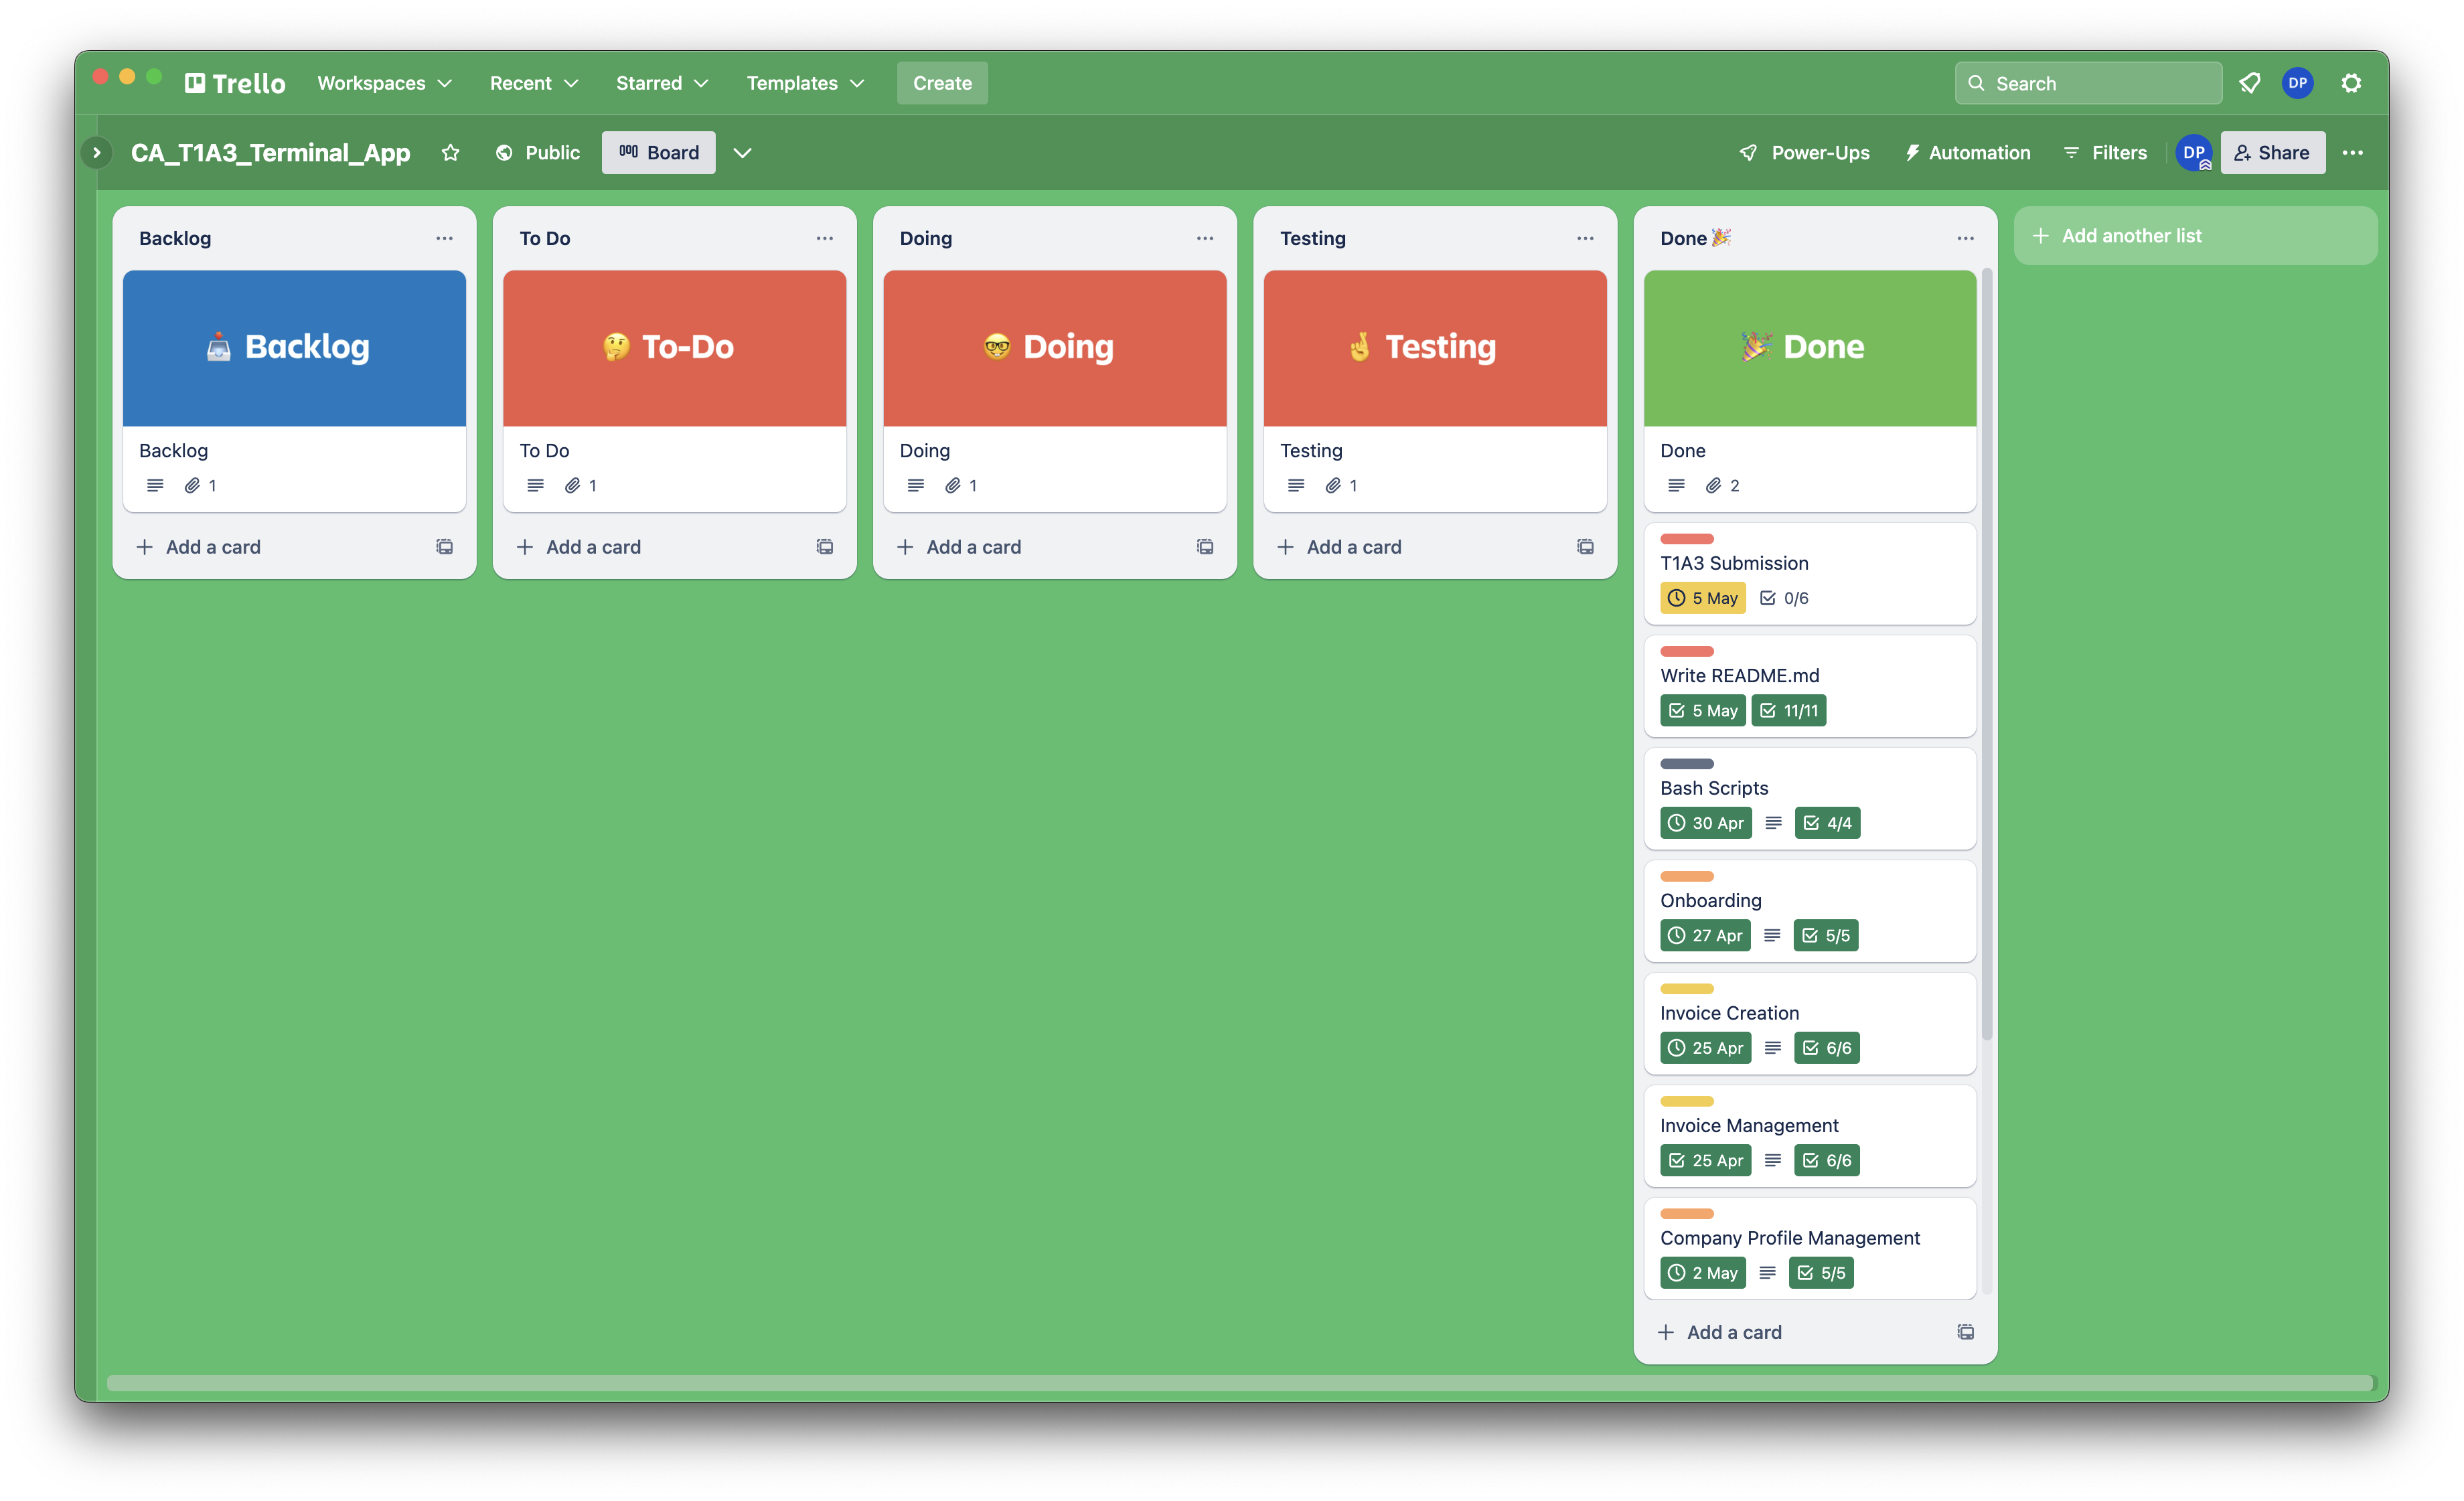 Trello Workspaces Recent Starred Templates Create Search DP
CA_T1A3_Terminal_App Public Board Power-Ups Automation Filters DP Share
Backlog
Backlog
Backlog
1
Add a card
To Do
To-Do
To Do
1
Add a card
Doing
Doing
Doing
1
Add a card
Testing
Testing
Testing
1
Add a card
Done
Done
Done
2
T1A3 Submission
5 May 0/6
Write README.md
5 May 11/11
Bash Scripts
30 Apr 4/4
Onboarding
27 Apr 5/5
Invoice Creation
25 Apr 6/6
Invoice Management
25 Apr 6/6
Company Profile Management
2 May 5/5
Add a card
Add another list